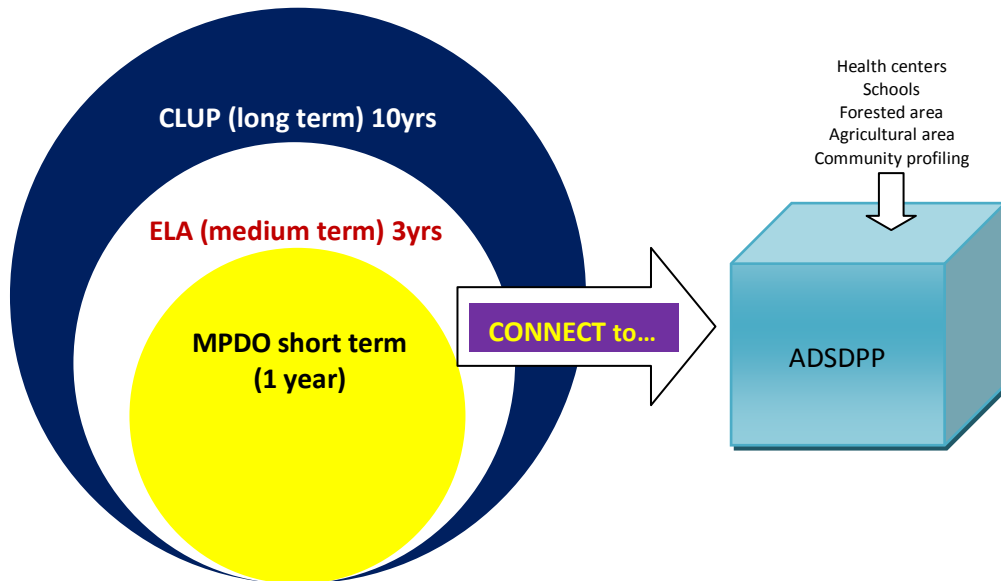 CLUP (long term) 10yrs
ELA (medium term) 3yrs
MPDO short term
(1 year)
CONNECT to…
Health centers
Schools
Forested area
Agricultural area
Community profiling
ADSDPP